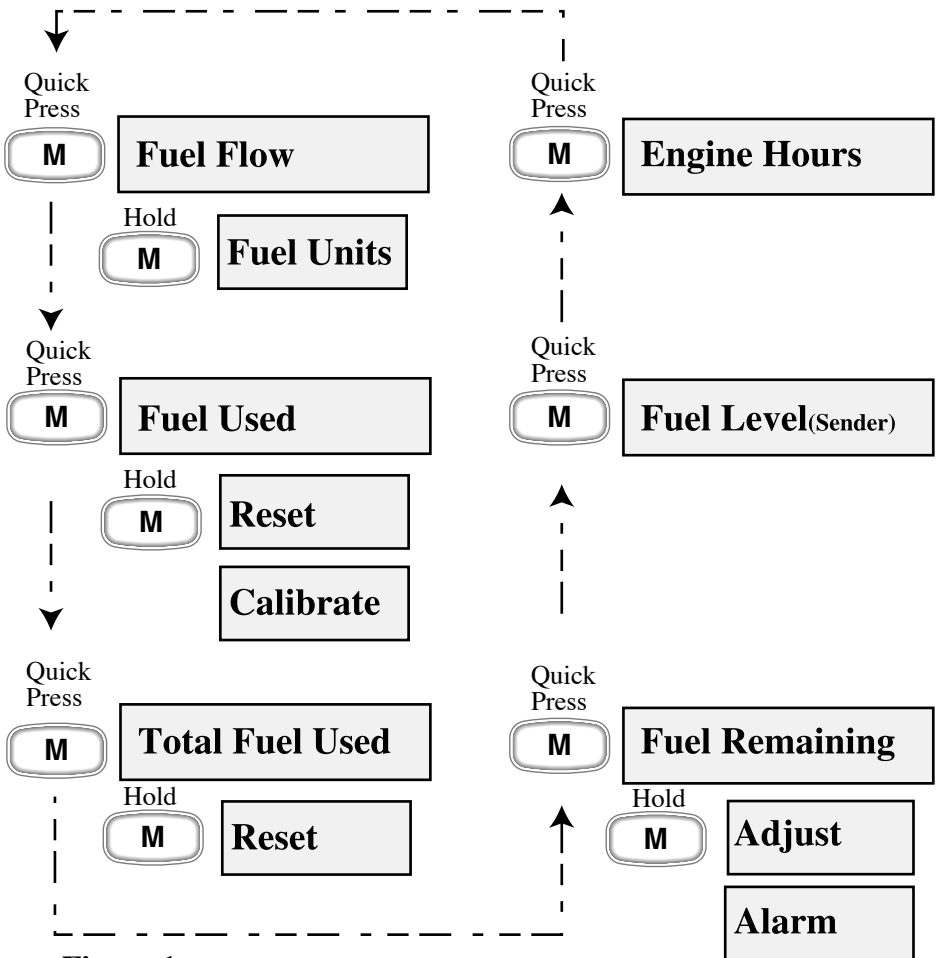 Quick
Press
M
Fuel Flow
Hold
M
Fuel Units
Quick
Press
M
Fuel Used
Hold
M
Reset
Calibrate
Quick
Press
M
Total Fuel Used
Hold
M
Reset
Quick
Press
M
Fuel Remaining
Hold
M
Adjust
Alarm
Quick
Press
M
Fuel Level(Sender)
Quick
Press
M
Engine Hours